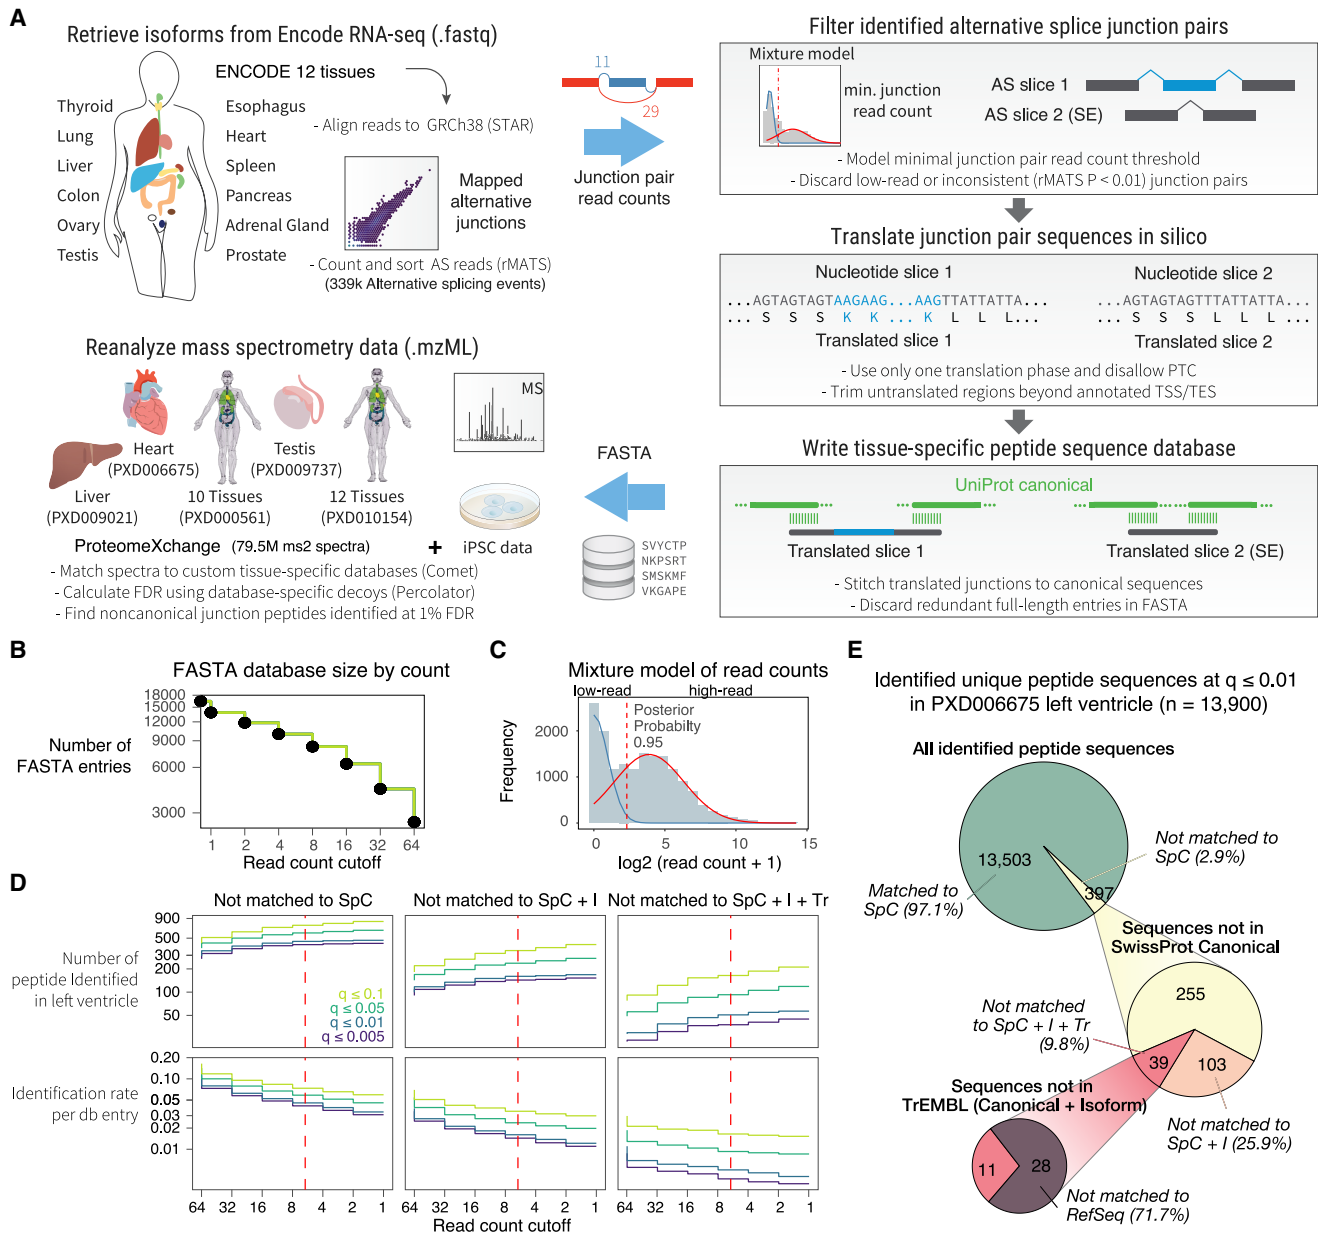 A
Retrieve isoforms from Encode RNA-seq (.fastq)
ENCODE 12 tissues
Thyroid
Lung
Liver
Colon
Ovary
Testis
Esophagus
Heart
Spleen
Pancreas
Adrenal Gland
Prostate
- Align reads to GRCh38 (STAR)
Mapped
alternative
junctions
- Count and sort AS reads (rMATS)
(339k Alternative splicing events)
11
29
Junction pair
read counts
Filter identified alternative splice junction pairs
Mixture model
min. junction
read count
AS slice 1
AS slice 2 (SE)
- Model minimal junction pair read count threshold
- Discard low-read or inconsistent (rMATS P < 0.01) junction pairs
Translate junction pair sequences in silico
Nucleotide slice 1
...AGTAGTAGTAAGAAG...AAGTTATTATTA...
... S S S K K ... K L L L...
Translated slice 1
Nucleotide slice 2
...AGTAGTAGTTTATTATTA...
... S S S L L L ...
Translated slice 2
- Use only one translation phase and disallow PTC
- Trim untranslated regions beyond annotated TSS/TES
Write tissue-specific peptide sequence database
UniProt canonical
Translated slice 1
Translated slice 2 (SE)
- Stitch translated junctions to canonical sequences
- Discard redundant full-length entries in FASTA
Reanalyze mass spectrometry data (.mzML)
Heart
(PXD006675)
Testis
(PXD009737)
Liver
(PXD009021)
10 Tissues
(PXD000561)
12 Tissues
(PXD010154)
MS
ProteomeXchange (79.5M ms2 spectra)
+
iPSC data
FASTA
SVYCTP
NKPSRT
SMSKMF
VKGAPE
- Match spectra to custom tissue-specific databases (Comet)
- Calculate FDR using database-specific decoys (Percolator)
- Find noncanonical junction peptides identified at 1% FDR
B
FASTA database size by count
Number of
FASTA entries
18000
15000
12000
9000
6000
3000
1 2 4 8 16 32 64
Read count cutoff
C
Mixture model of read counts
low-read
high-read
Posterior
Probabilty
0.95
Frequency
2000
1000
0
0 5 10 15
log2 (read count + 1)
D
Not matched to SpC
Not matched to SpC + I
Not matched to SpC + I + Tr
Number of
peptide Identified
in left ventricle
900
500
300
200
100
50
q ≤ 0.1
q ≤ 0.05
q ≤ 0.01
q ≤ 0.005
Identification rate
per db entry
0.20
0.10
0.05
0.03
0.02
0.01
64 32 16 8 4 2 1
64 32 16 8 4 2 1
64 32 16 8 4 2 1
Read count cutoff
E
Identified unique peptide sequences at q ≤ 0.01
in PXD006675 left ventricle (n = 13,900)
All identified peptide sequences
13,503
397
Matched to
SpC (97.1%)
Not matched to
SpC (2.9%)
Sequences not in
SwissProt Canonical
255
103
39
Not matched
to SpC + I + Tr
(9.8%)
Not matched to
SpC + I (25.9%)
Sequences not in
TrEMBL (Canonical + Isoform)
11
28
Not matched to
RefSeq (71.7%)